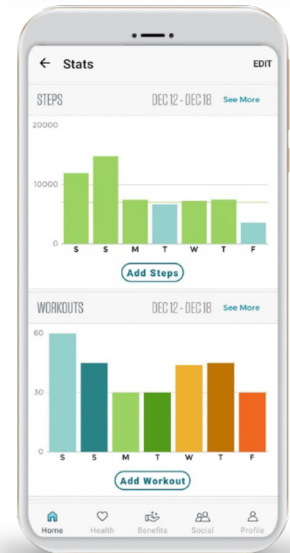 ← Stats EDIT
STEPS DEC 12 - DEC 18 See More
20000
10000
0
S S M T W T F
Add Steps
WORKOUTS DEC 12 - DEC 18 See More
60
30
0
S S M T W T F
Add Workout
Home Health Benefits Social Profile